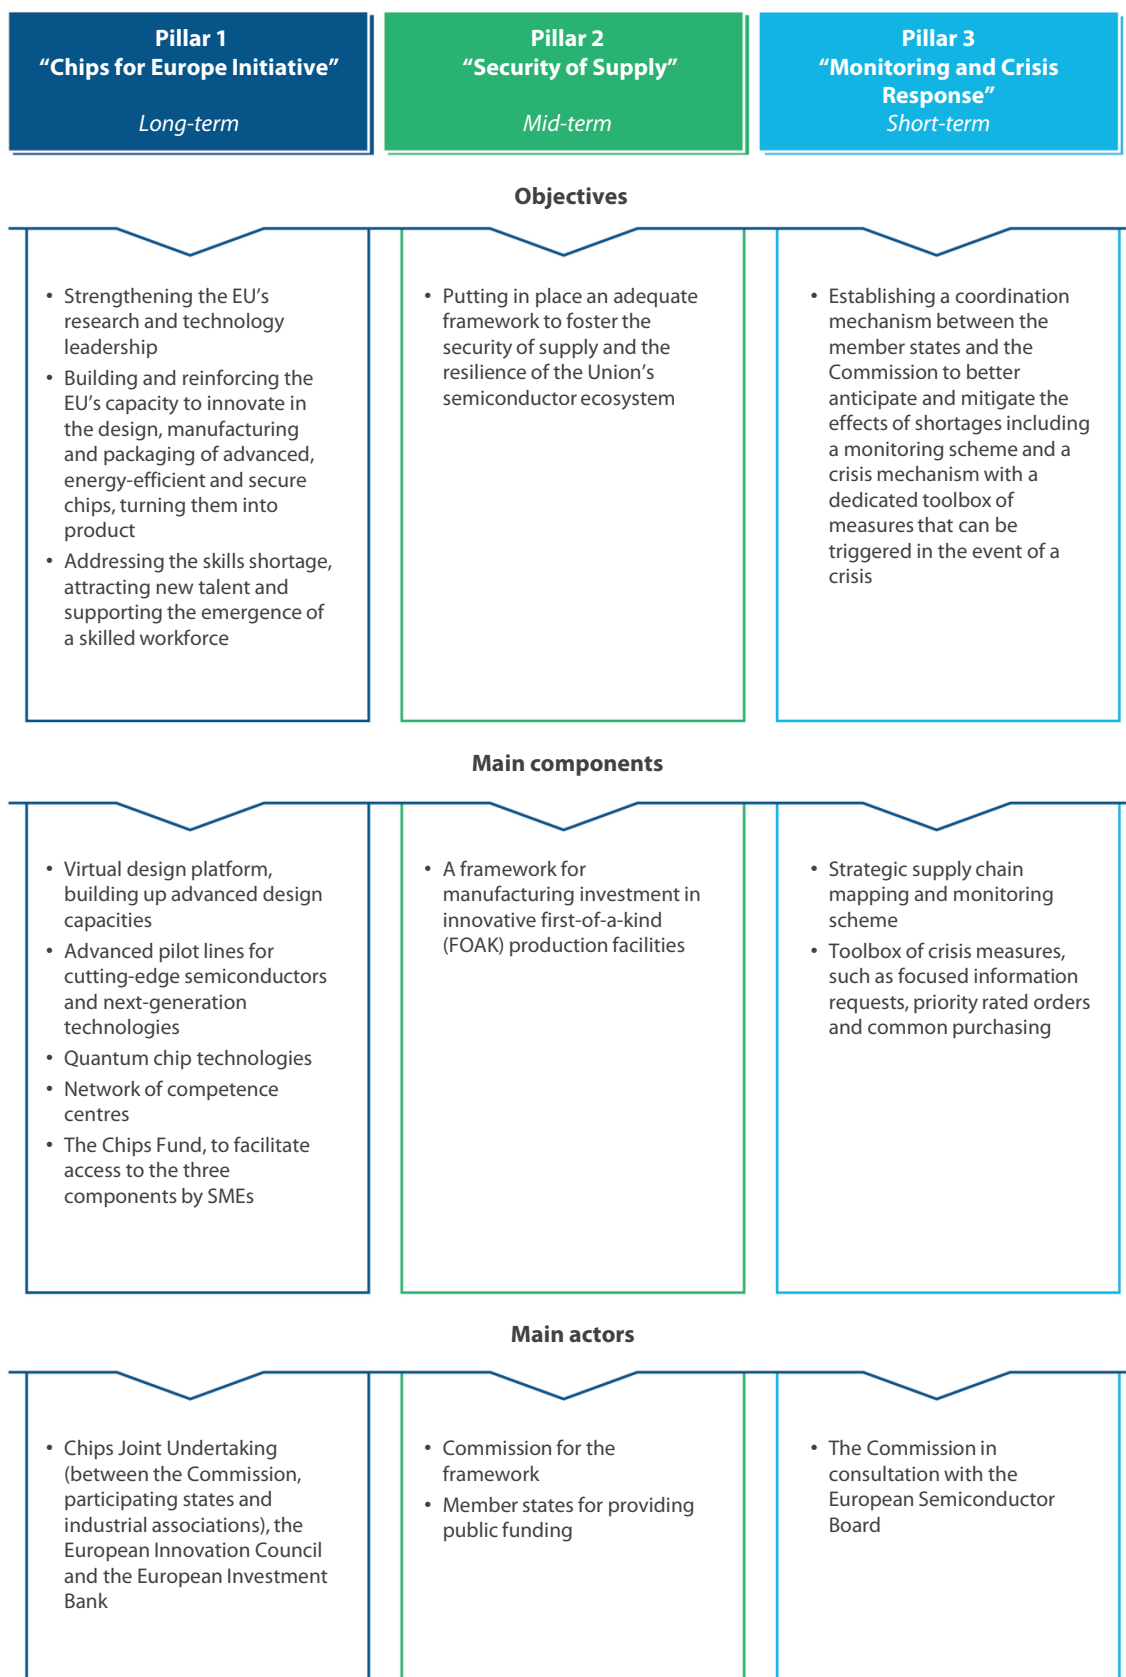 Pillar 1
“Chips for Europe Initiative”
Long-term
Pillar 2
“Security of Supply”
Mid-term
Pillar 3
“Monitoring and Crisis
Response”
Short-term
Objectives
• Strengthening the EU’s
research and technology
leadership
• Building and reinforcing the
EU’s capacity to innovate in
the design, manufacturing
and packaging of advanced,
energy-efficient and secure
chips, turning them into
product
• Addressing the skills shortage,
attracting new talent and
supporting the emergence of
a skilled workforce
• Putting in place an adequate
framework to foster the
security of supply and the
resilience of the Union’s
semiconductor ecosystem
• Establishing a coordination
mechanism between the
member states and the
Commission to better
anticipate and mitigate the
effects of shortages including
a monitoring scheme and a
crisis mechanism with a
dedicated toolbox of
measures that can be
triggered in the event of a
crisis
Main components
• Virtual design platform,
building up advanced design
capacities
• Advanced pilot lines for
cutting-edge semiconductors
and next-generation
technologies
• Quantum chip technologies
• Network of competence
centres
• The Chips Fund, to facilitate
access to the three
components by SMEs
• A framework for
manufacturing investment in
innovative first-of-a-kind
(FOAK) production facilities
• Strategic supply chain
mapping and monitoring
scheme
• Toolbox of crisis measures,
such as focused information
requests, priority rated orders
and common purchasing
Main actors
• Chips Joint Undertaking
(between the Commission,
participating states and
industrial associations), the
European Innovation Council
and the European Investment
Bank
• Commission for the
framework
• Member states for providing
public funding
• The Commission in
consultation with the
European Semiconductor
Board